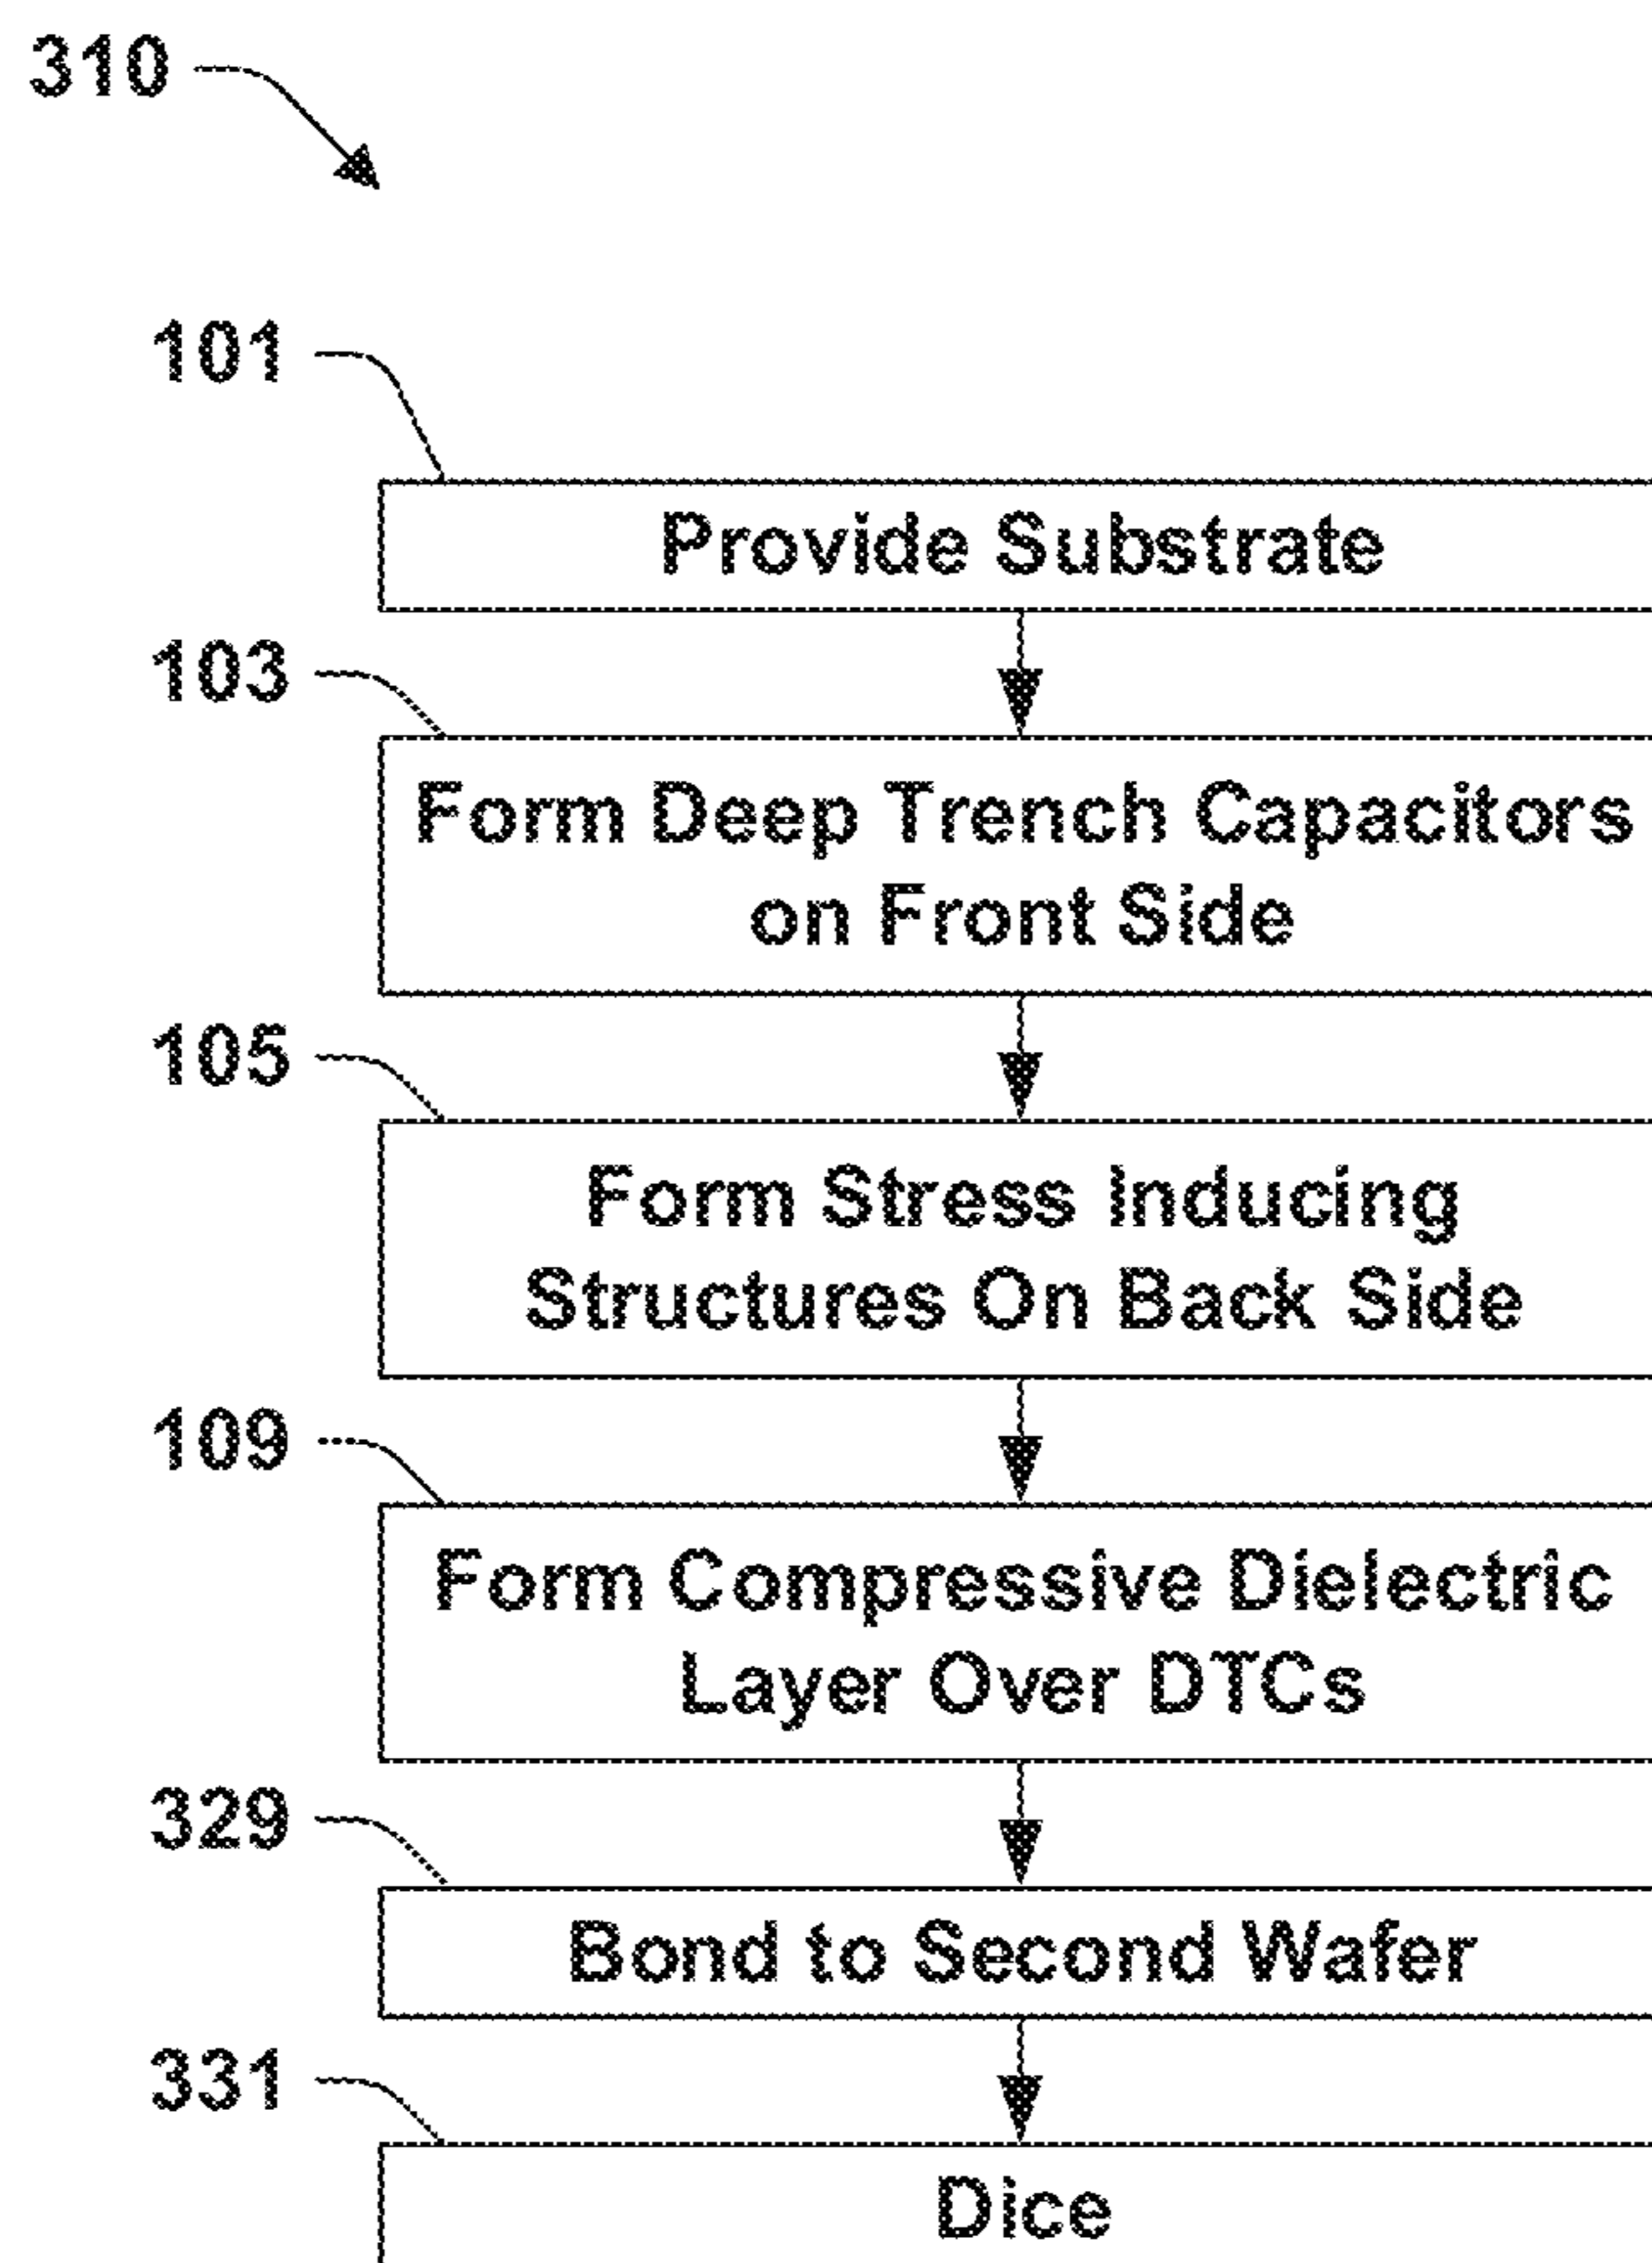 310
101
Provide Substrate
103
Form Deep Trench Capacitors
on Front Side
105
Form Stress Inducing
Structures On Back Side
109
Form Compressive Dielectric
Layer Over DTCs
329
Bond to Second Wafer
331
Dice